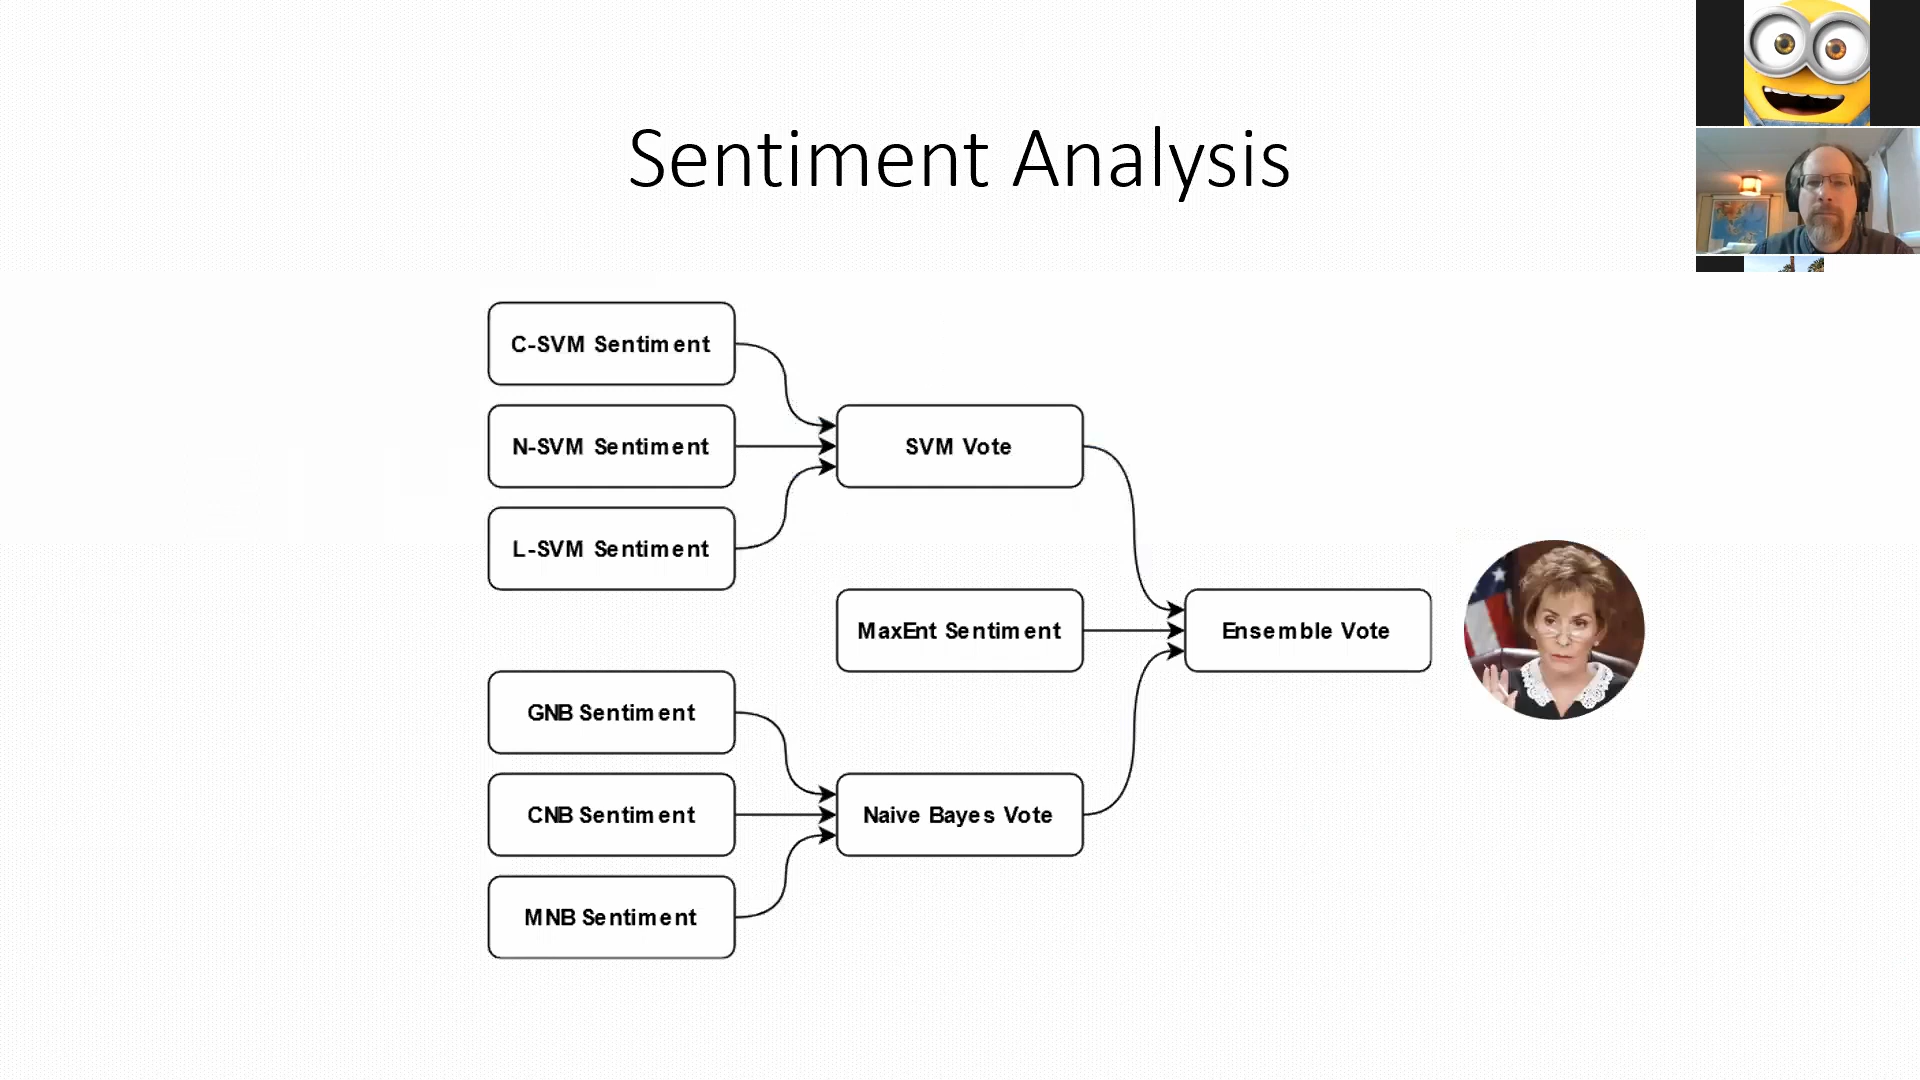 Sentiment Analysis
C-SVM Sentiment
N-SVM Sentiment
L-SVM Sentiment
SVM Vote
MaxEnt Sentiment
Ensemble Vote
GNB Sentiment
CNB Sentiment
MNB Sentiment
Naive Bayes Vote